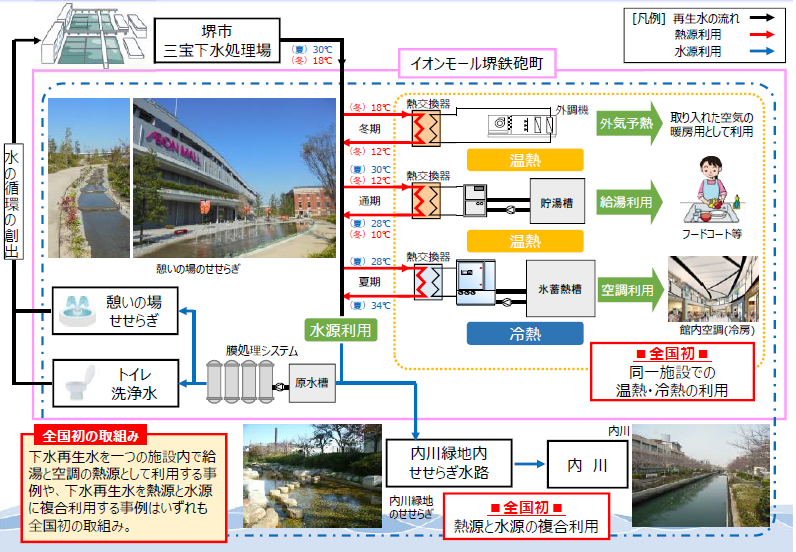 堺市
三宝下水処理場
(夏) 30℃
(冬) 18℃
[凡例] 再生水の流れ
熱源利用
水源利用
イオンモール堺鉄砲町
水の循環の創出
AEON MALL
憩いの場のせせらぎ
(冬) 18℃
冬期
(冬) 12℃
熱交換器
外調機
外気予熱
取り入れた空気の
暖房用として利用
温熱
(夏) 30℃
(冬) 12℃
通期
(夏) 28℃
(冬) 10℃
熱交換器
貯湯槽
給湯利用
フードコート等
温熱
(夏) 28℃
夏期
(夏) 34℃
熱交換器
氷蓄熱槽
空調利用
館内空調(冷房)
冷熱
水源利用
憩いの場
せせらぎ
トイレ
洗浄水
膜処理システム
原水槽
■全国初■
同一施設での
温熱・冷熱の利用
全国初の取組み
下水再生水を一つの施設内で給
湯と空調の熱源として利用する事
例や、下水再生水を熱源と水源
に複合利用する事例はいずれも
全国初の取組み。
内川緑地内
せせらぎ水路
内川緑地
のせせらぎ
内 川
内川
■全国初■
熱源と水源の複合利用